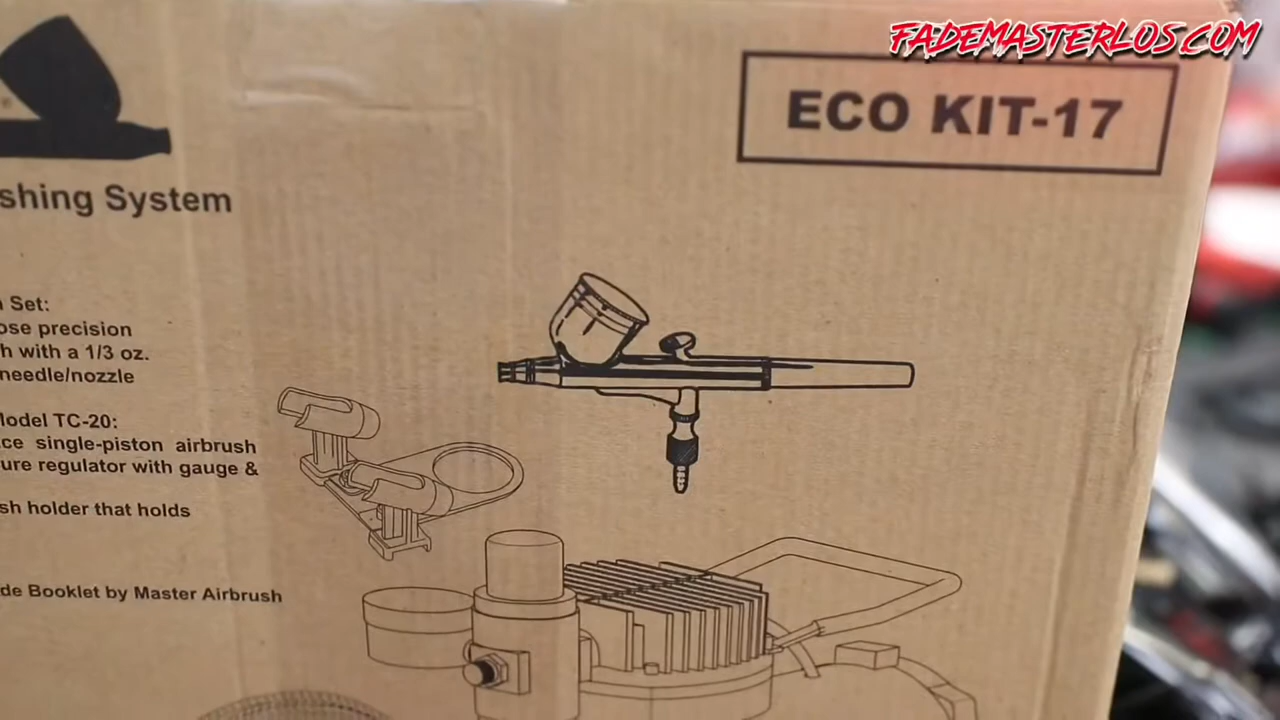 FADEMASTERLOS.COM
ECO KIT-17
shing System
Set:
ose precision
h with a 1/3 oz.
needle/nozzle
odel TC-20:
ce single-piston airbrush
ure regulator with gauge &
sh holder that holds
de Booklet by Master Airbrush